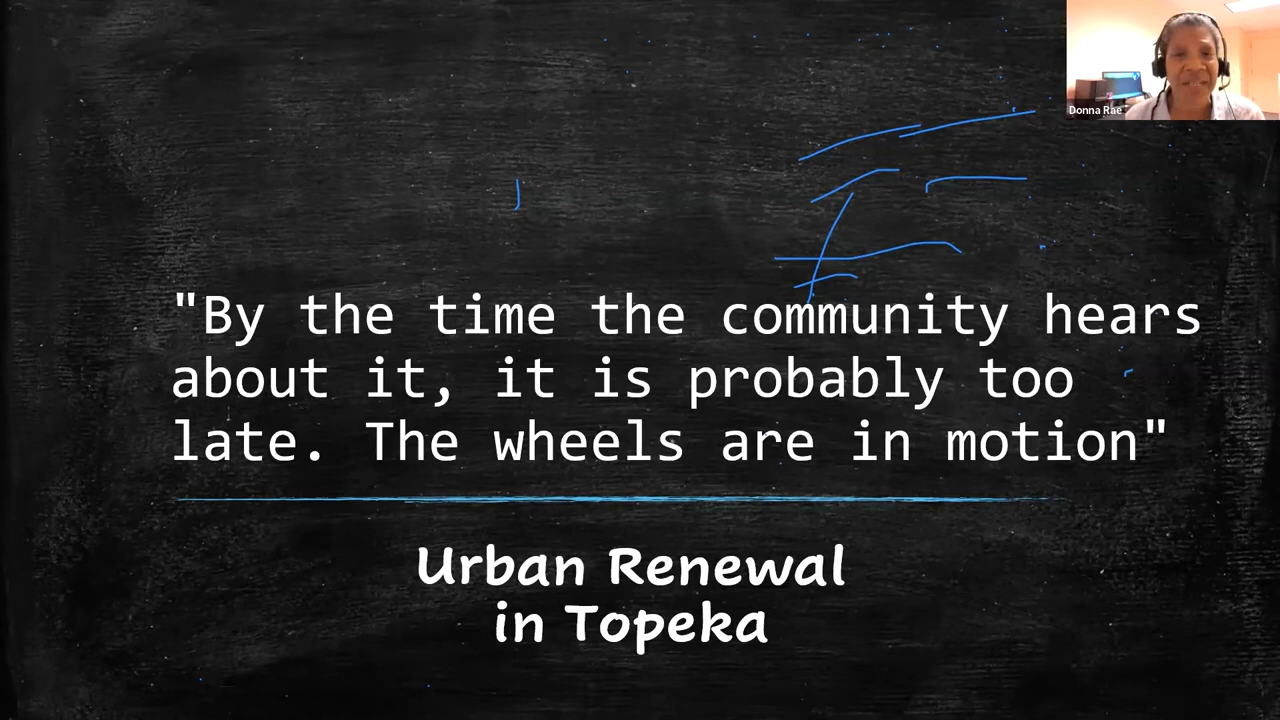 Donna Rae
"By the time the community hears
about it, it is probably too
late. The wheels are in motion"
Urban Renewal
in Topeka